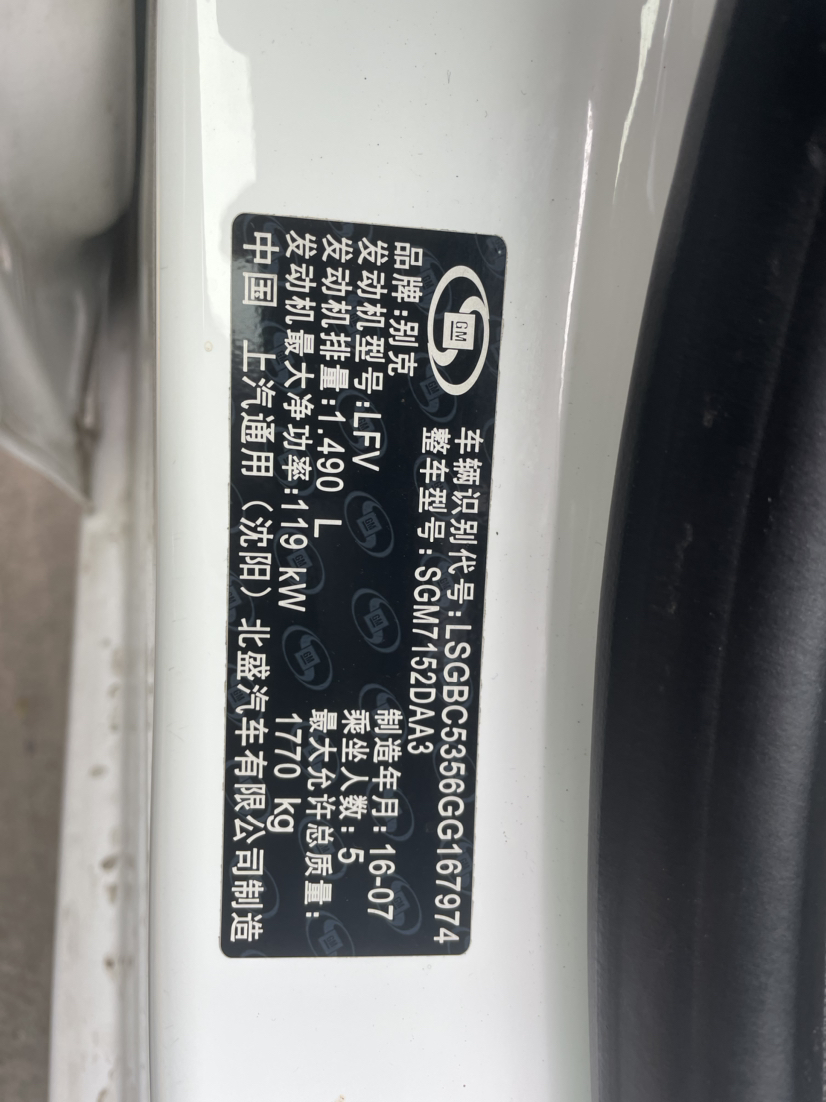 GM
车辆识别代号:LSGBC5356GG167974
整车型号:SGM7152DAA3
品牌:别克
发动机型号:LFV
制造年月:16-07
发动机排量:1.490 L
乘坐人数:5
发动机最大净功率:119 kW
最大允许总质量:
1770 kg
中国 上汽通用(沈阳)北盛汽车有限公司制造